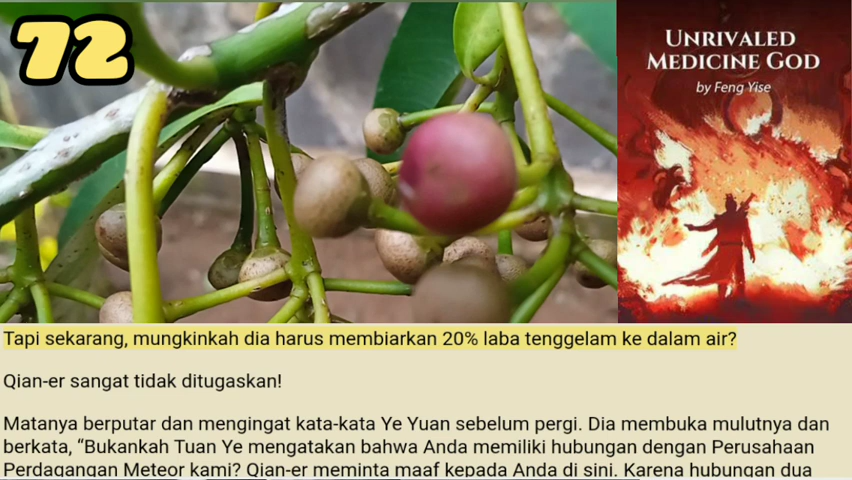 72
UNRIVALED
MEDICINE GOD
by Feng Yise
Tapi sekarang, mungkinkah dia harus membiarkan 20% laba tenggelam ke dalam air?
Qian-er sangat tidak ditugaskan!
Matanya berputar dan mengingat kata-kata Ye Yuan sebelum pergi. Dia membuka mulutnya dan
berkata, “Bukankah Tuan Ye mengatakan bahwa Anda memiliki hubungan dengan Perusahaan
Perdagangan Meteor kami? Qian-er meminta maaf kepada Anda di sini. Karena hubungan dua